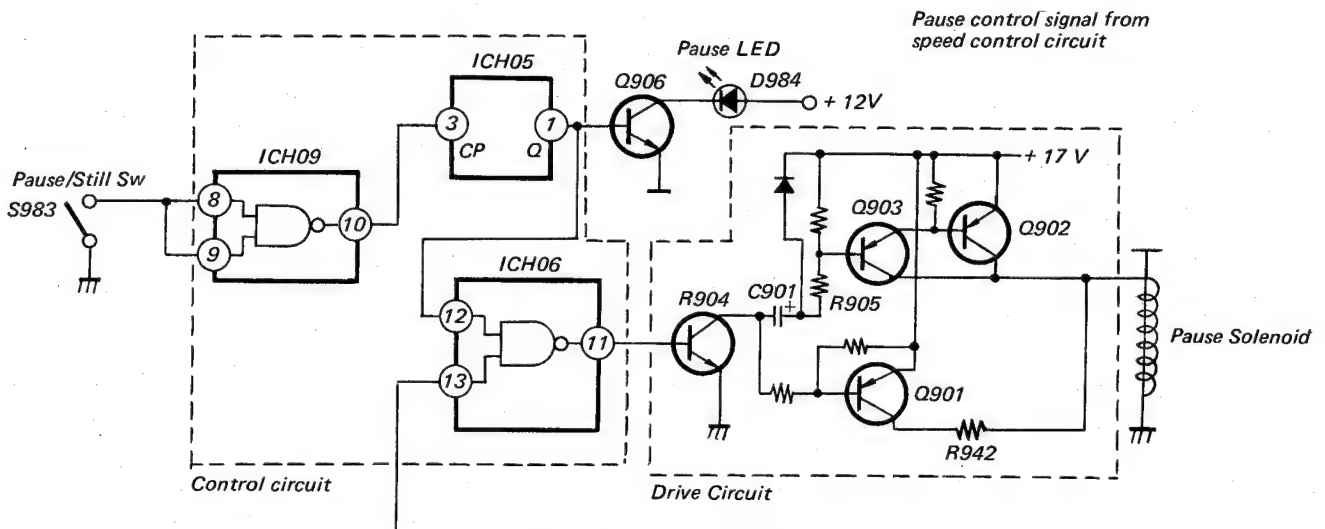 Pause control signal from
speed control circuit
Pause LED
ICH05
Q906
D984
+ 12V
3
1
CP
Q
ICH09
+ 17 V
Pause/Still Sw
8
Q903
S983
10
Q902
9
ICH06
C901
R904
+
R905
12
11
Pause Solenoid
13
Q901
R942
Control circuit
Drive Circuit